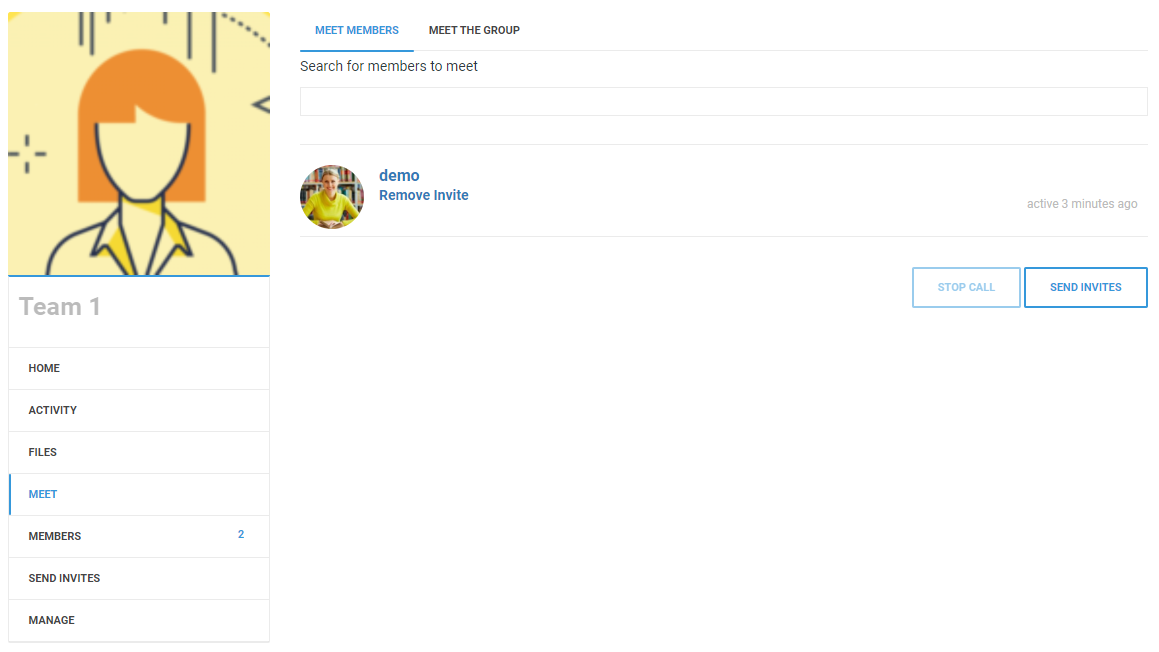 MEET MEMBERS MEET THE GROUP
Search for members to meet
demo
Remove Invite
active 3 minutes ago
STOP CALL SEND INVITES
Team 1
HOME
ACTIVITY
FILES
MEET
MEMBERS 2
SEND INVITES
MANAGE